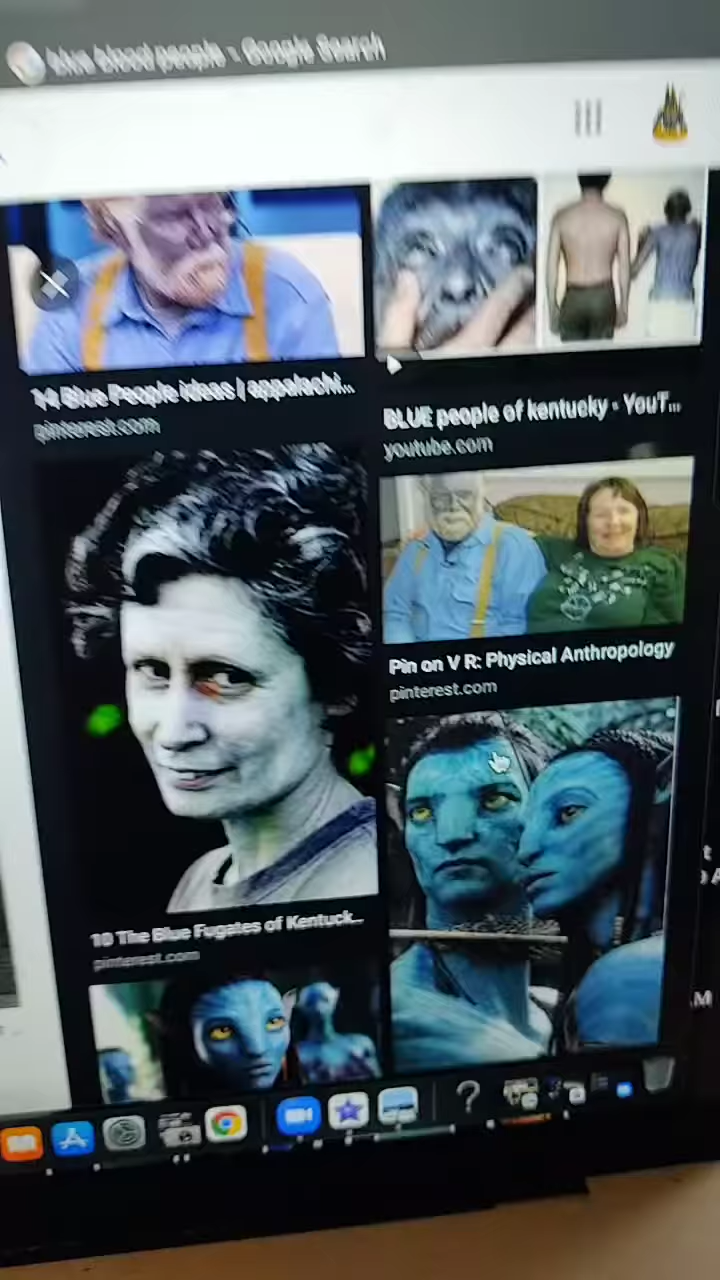 blue blood people - Google Search
14 Blue People ideas | appalachi...
pinterest.com
BLUE people of kentucky - YouT...
youtube.com
Pin on V R: Physical Anthropology
pinterest.com
10 The Blue Fugates of Kentuck...
pinterest.com